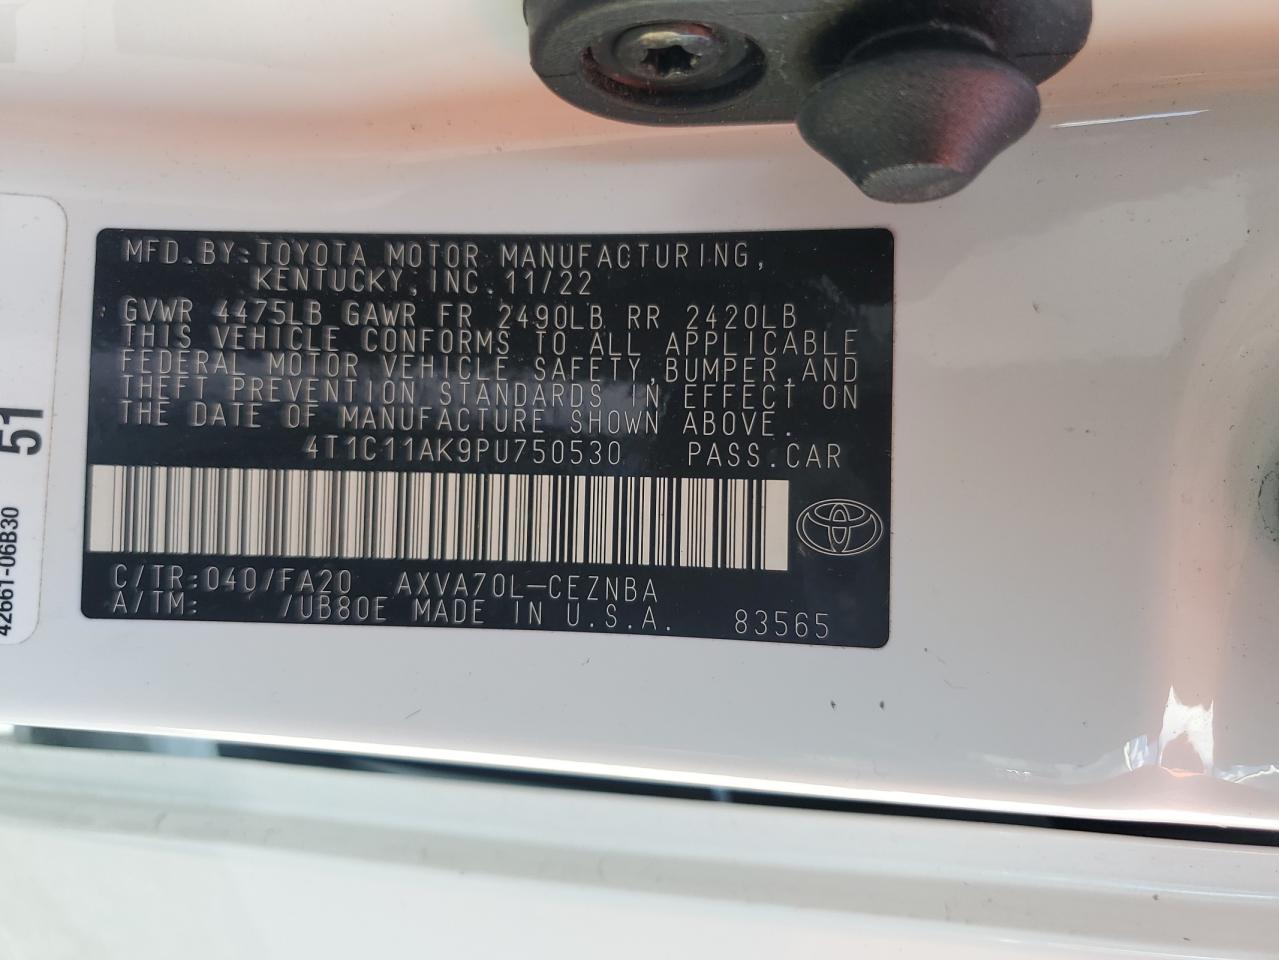 MFD.BY:TOYOTA MOTOR MANUFACTURING,
KENTUCKY,INC.11/22
GVWR 4475LB GAWR FR 2490LB RR 2420LB
THIS VEHICLE CONFORMS TO ALL APPLICABLE
FEDERAL MOTOR VEHICLE SAFETY,BUMPER,AND
THEFT PREVENTION STANDARDS IN EFFECT ON
THE DATE OF MANUFACTURE SHOWN ABOVE.
4T1C11AK9PU750530 PASS.CAR
C/TR:040/FA20 AXVA70L-CEZNBA
A/TM: /UB80E MADE IN U.S.A. 83565
51
42661-06B30